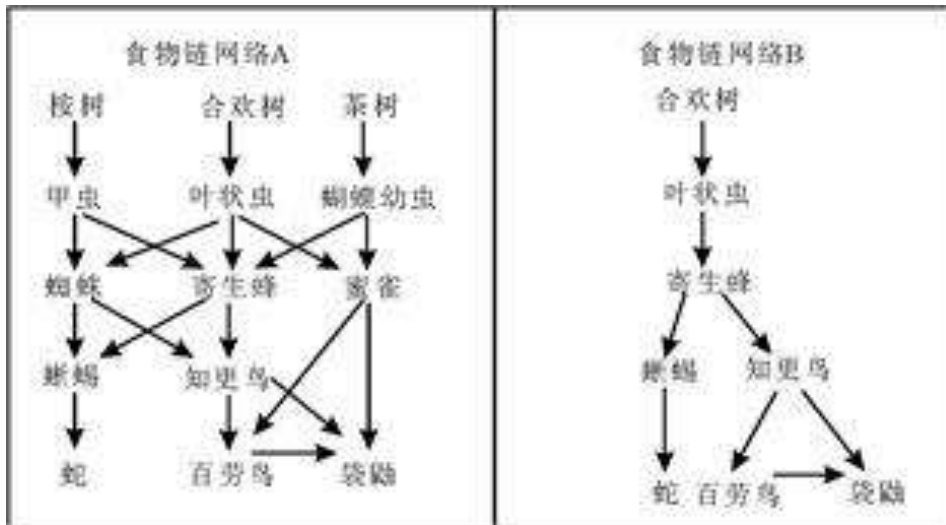 食物链网络A
桉树 合欢树 茶树
甲虫 叶状虫 蝴蝶幼虫
蜘蛛 寄生蜂 蜜雀
蜥蜴 知更鸟
蛇 百劳鸟 袋鼬
食物链网络B
合欢树
叶状虫
寄生蜂
蜥蜴 知更鸟
蛇 百劳鸟 袋鼬